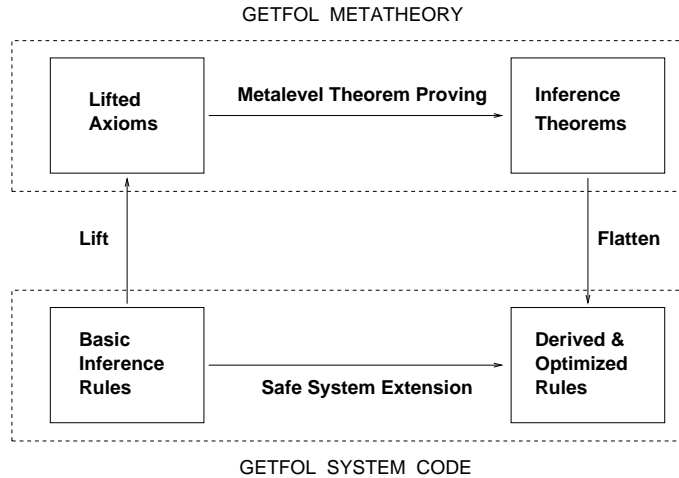 GETFOL METATHEORY
Lifted
Axioms
Metalevel Theorem Proving
Inference
Theorems
Lift
Flatten
Basic
Inference
Rules
Safe System Extension
Derived &
Optimized
Rules
GETFOL SYSTEM CODE